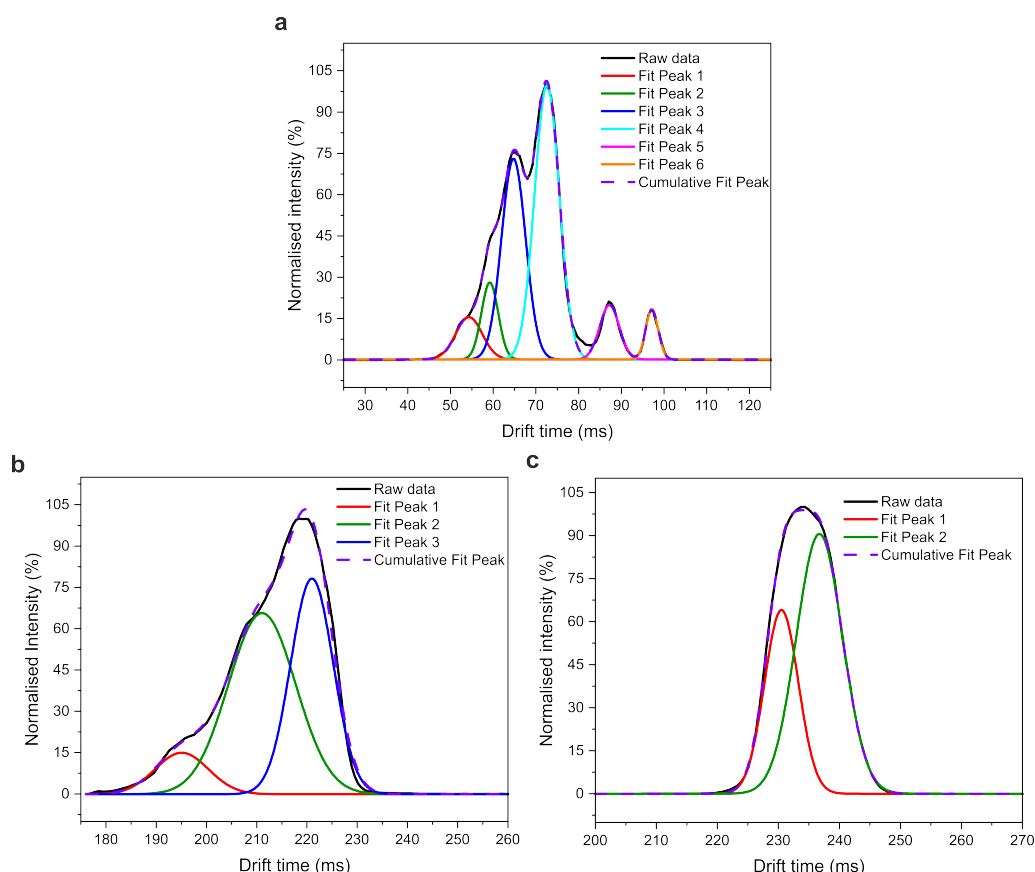 a
Normalised intensity (%)
105
90
75
60
45
30
15
0
Raw data
Fit Peak 1
Fit Peak 2
Fit Peak 3
Fit Peak 4
Fit Peak 5
Fit Peak 6
Cumulative Fit Peak
30 40 50 60 70 80 90 100 110 120
Drift time (ms)
b
Normalised Intensity (%)
105
90
75
60
45
30
15
0
Raw data
Fit Peak 1
Fit Peak 2
Fit Peak 3
Cumulative Fit Peak
180 190 200 210 220 230 240 250 260
Drift time (ms)
c
Normalised intensity (%)
105
90
75
60
45
30
15
0
Raw data
Fit Peak 1
Fit Peak 2
Cumulative Fit Peak
200 210 220 230 240 250 260 270
Drift time (ms)